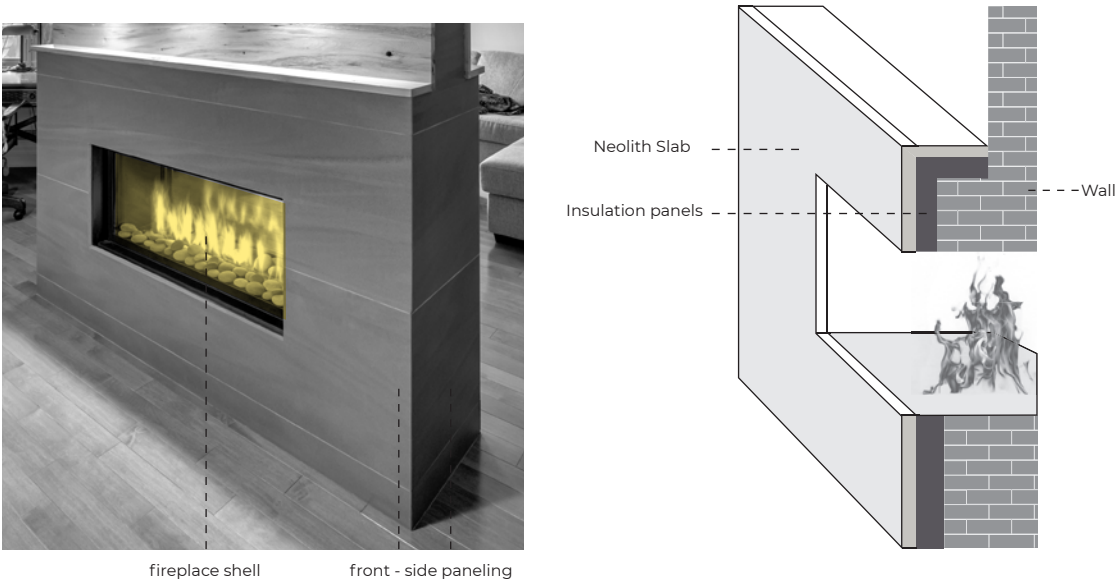 Neolith Slab
Insulation panels
Wall
fireplace shell
front - side paneling